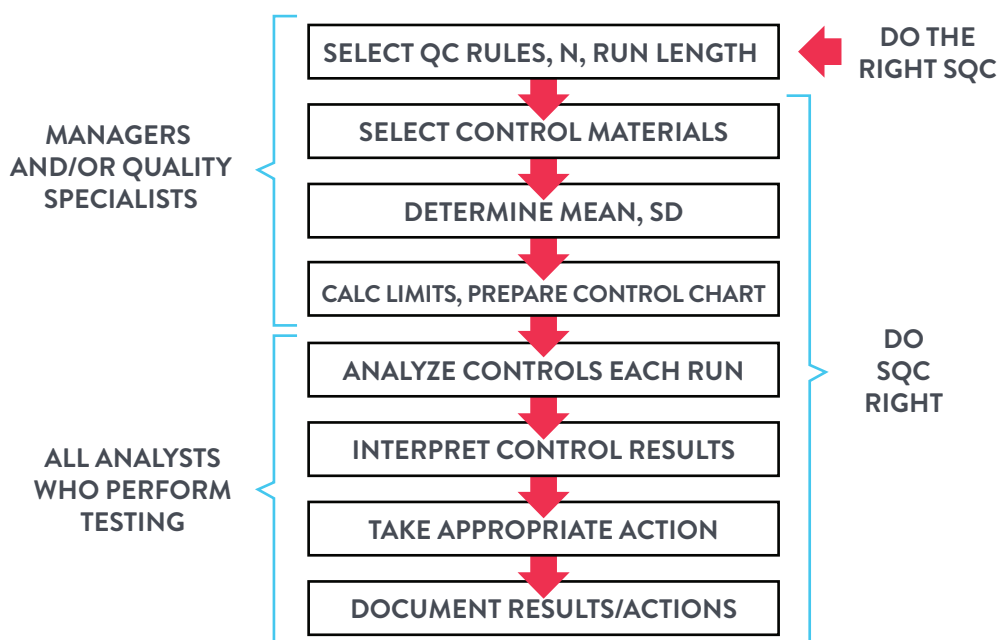 SELECT QC RULES, N, RUN LENGTH
DO THE
RIGHT SQC
SELECT CONTROL MATERIALS
MANAGERS
AND/OR QUALITY
SPECIALISTS
DETERMINE MEAN, SD
CALC LIMITS, PREPARE CONTROL CHART
ANALYZE CONTROLS EACH RUN
DO
SQC
RIGHT
INTERPRET CONTROL RESULTS
ALL ANALYSTS
WHO PERFORM
TESTING
TAKE APPROPRIATE ACTION
DOCUMENT RESULTS/ACTIONS